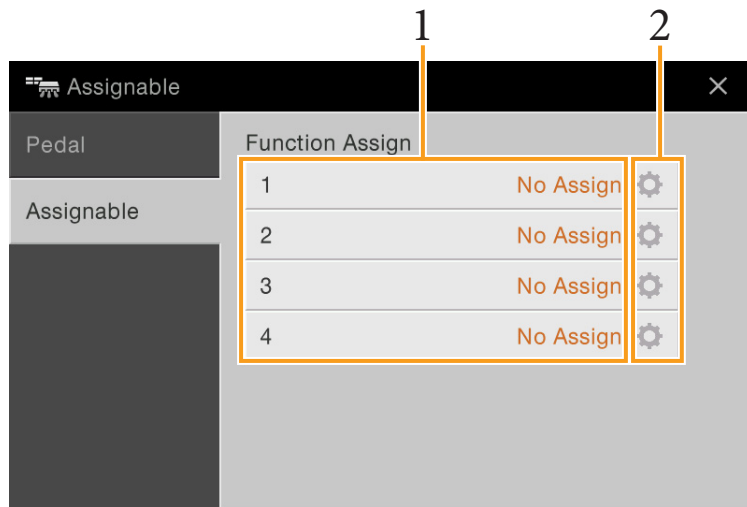 1 2
Assignable
Pedal
Function Assign
1 No Assign
Assignable
2 No Assign
3 No Assign
4 No Assign